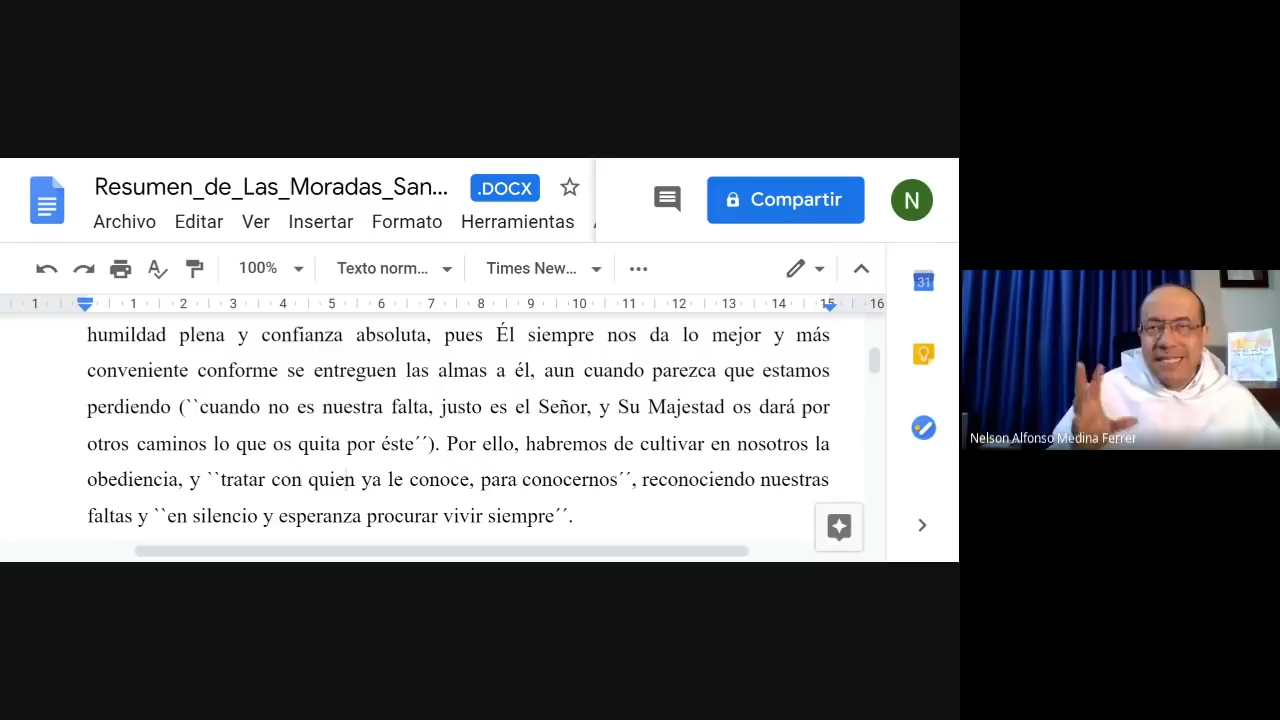 Resumen_de_Las_Moradas_San...
.DOCX
Compartir
N
Archivo Editar Ver Insertar Formato Herramientas
100% Texto norm... Times New...
1 1 2 3 4 5 6 7 8 9 10 11 12 13 14 15 16
31
humildad plena y confianza absoluta, pues Él siempre nos da lo mejor y más
conveniente conforme se entreguen las almas a él, aun cuando parezca que estamos
perdiendo (``cuando no es nuestra falta, justo es el Señor, y Su Majestad os dará por
otros caminos lo que os quita por éste´´). Por ello, habremos de cultivar en nosotros la
obediencia, y ``tratar con quien ya le conoce, para conocernos´´, reconociendo nuestras
faltas y ``en silencio y esperanza procurar vivir siempre´´.
Nelson Alfonso Medina Ferrer